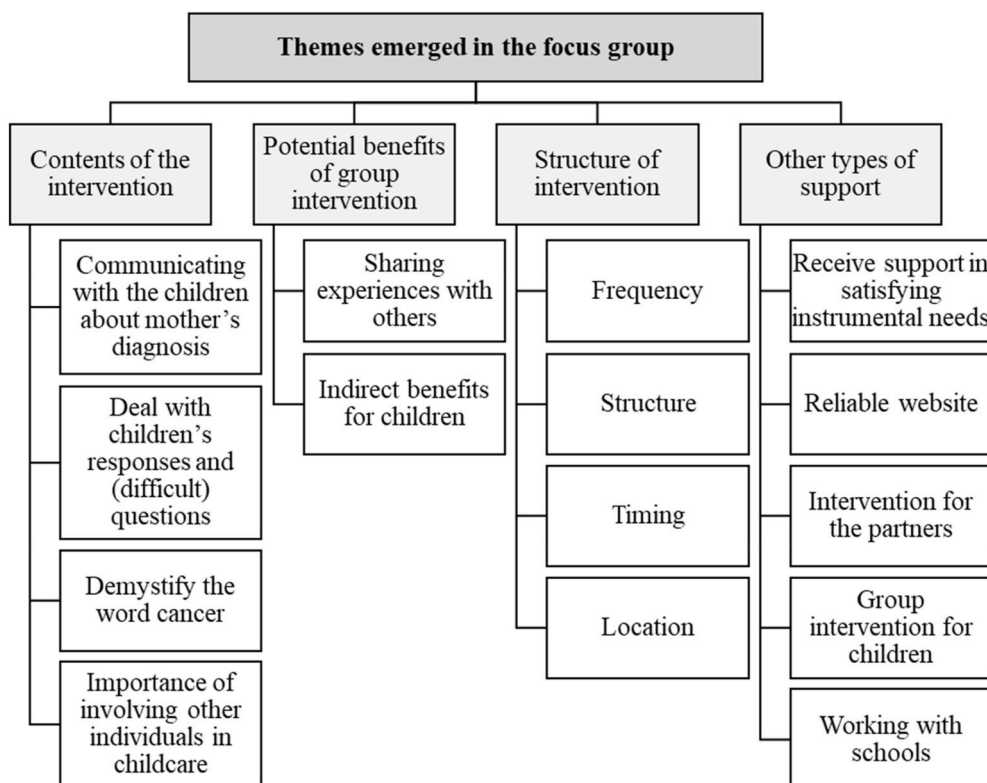 Themes emerged in the focus group
Contents of the
intervention
Communicating
with the children
about mother’s
diagnosis
Deal with
children’s
responses and
(difficult)
questions
Demystify the
word cancer
Importance of
involving other
individuals in
childcare
Potential benefits
of group
intervention
Sharing
experiences with
others
Indirect benefits
for children
Structure of
intervention
Frequency
Structure
Timing
Location
Other types of
support
Receive support in
satisfying
instrumental needs
Reliable website
Intervention for
the partners
Group
intervention for
children
Working with
schools